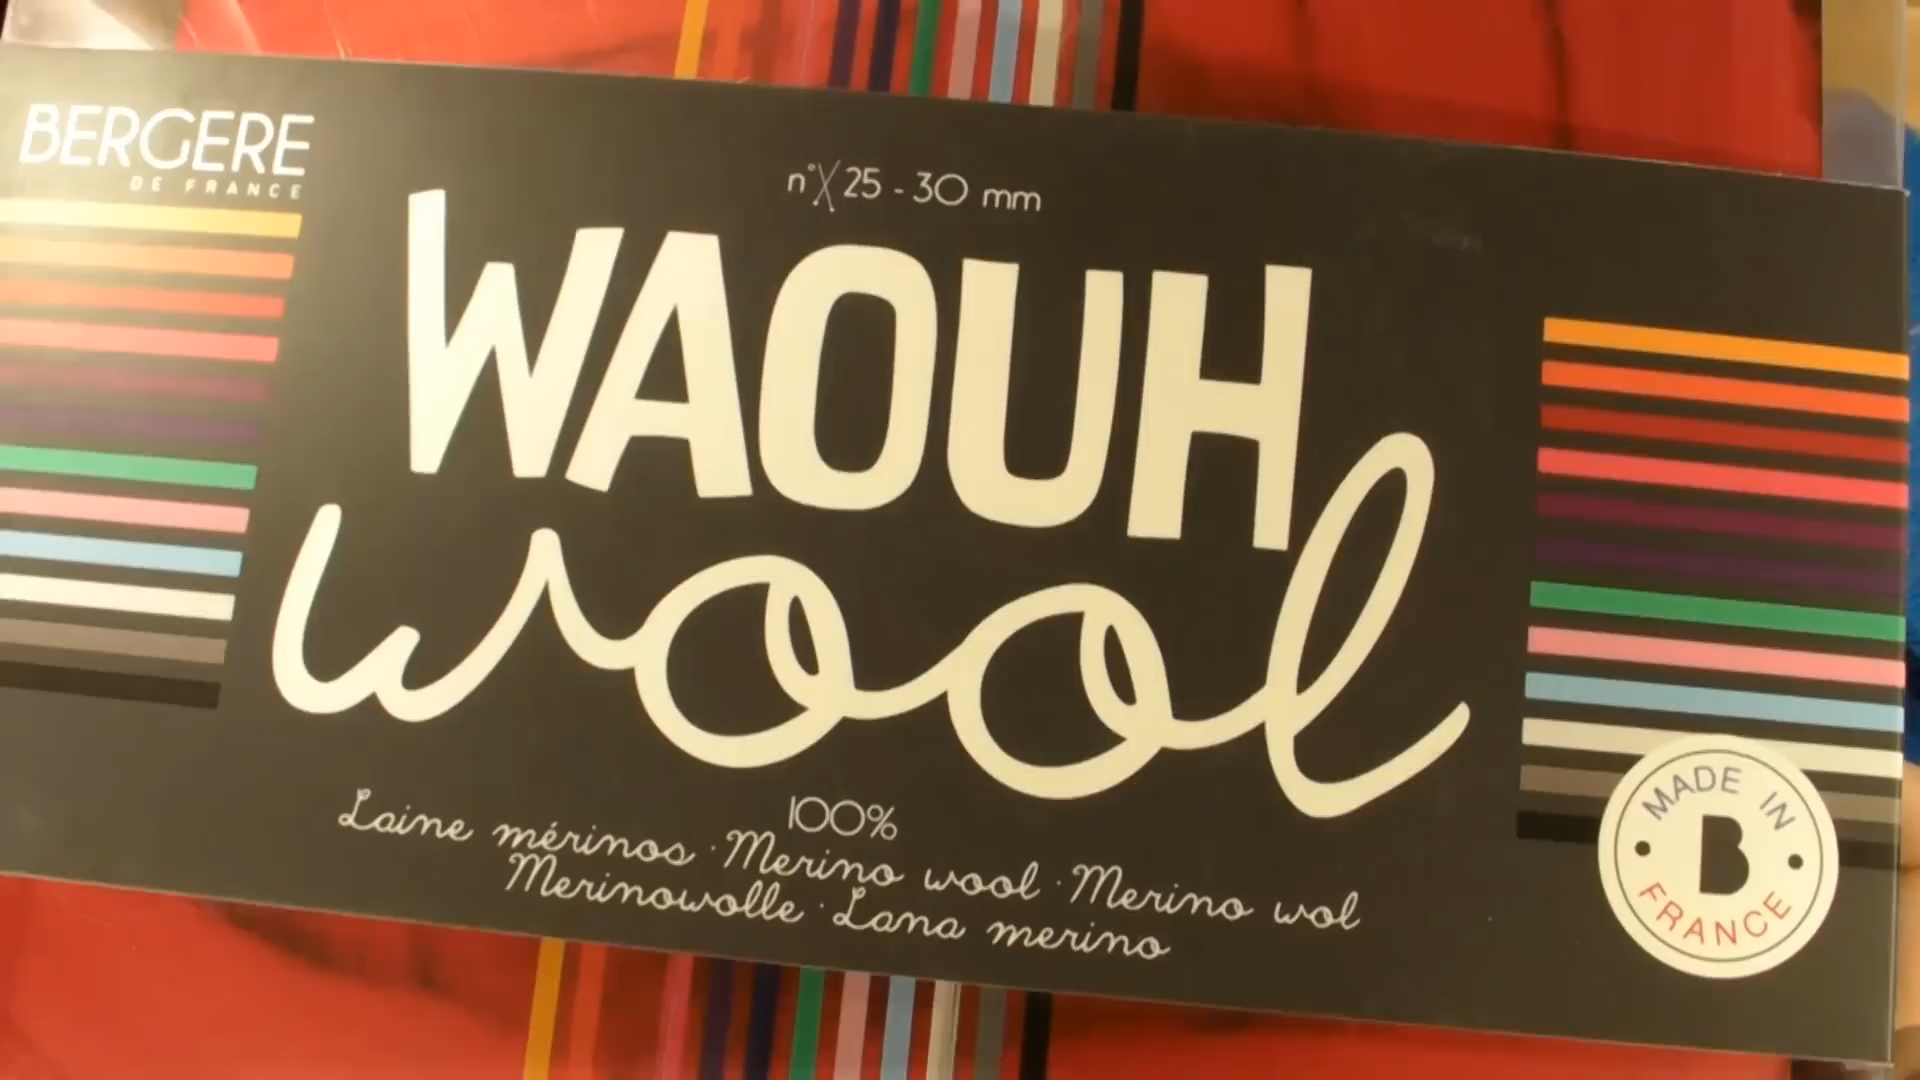 BERGERE
DE FRANCE
n° 25 - 30 mm
WAOUH
wool
100%
Laine mérinos · Merino wool · Merino wol
Merinowolle · Lana merino
MADE IN
B
FRANCE